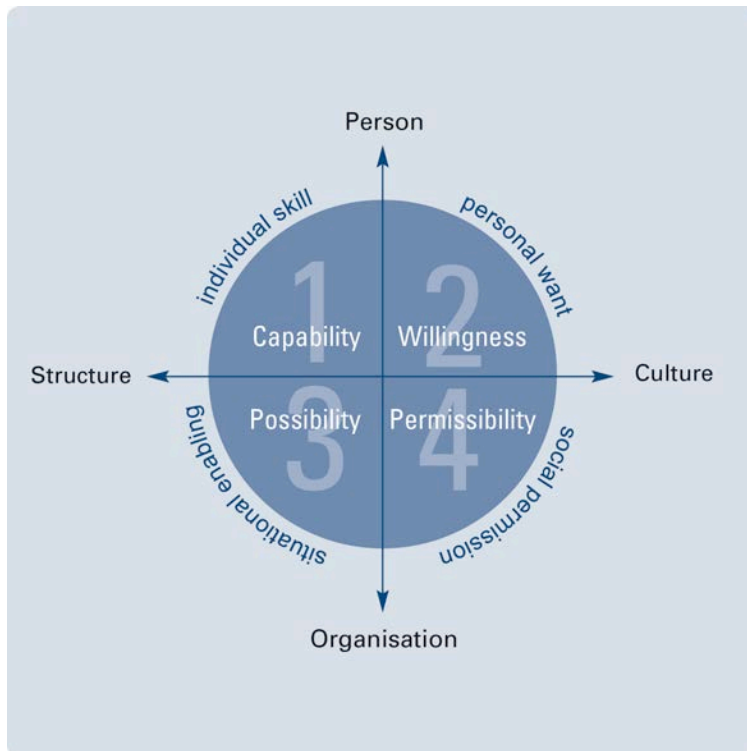 Person
individual skill
personal want
1
2
Capability
Willingness
Structure
Culture
Possibility
Permissibility
3
4
situational enabling
social permission
Organisation